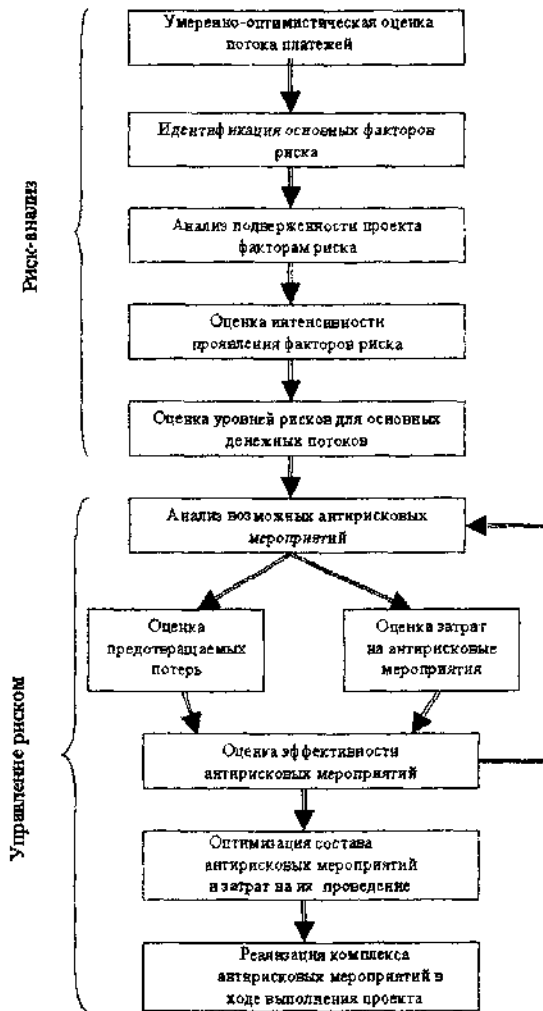 Умеренно-оптимистическая оценка
потока платежей
Идентификация основных факторов
риска
Анализ подверженности проекта
факторам риска
Оценка интенсивности
проявления факторов риска
Оценка уровней рисков для основных
денежных потоков
Риск-анализ
Анализ возможных антирисковых
мероприятий
Оценка
предотвращаемых
потерь
Оценка затрат
на антирисковые
мероприятия
Оценка эффективности
антирисковых мероприятий
Оптимизация состава
антирисковых мероприятий
и затрат на их проведение
Реализация комплекса
антирисковых мероприятий в
ходе выполнения проекта
Управление риском